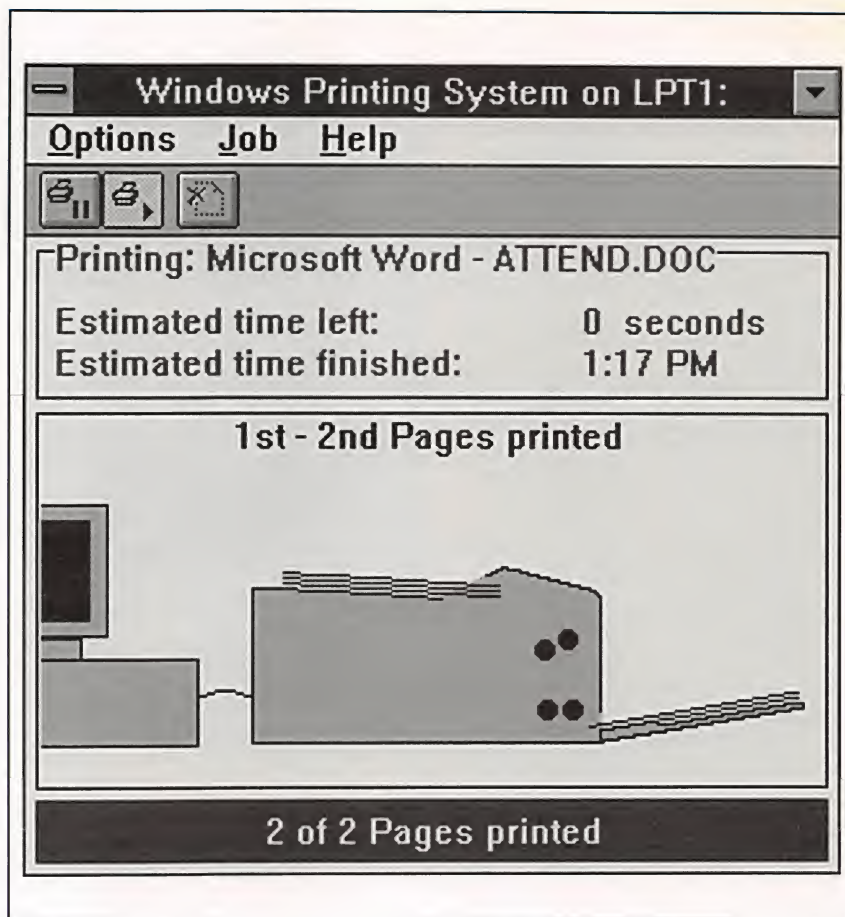 Windows Printing System on LPT1:
Options Job Help
Printing: Microsoft Word - ATTEND.DOC
Estimated time left: 0 seconds
Estimated time finished: 1:17 PM
1st - 2nd Pages printed
2 of 2 Pages printed